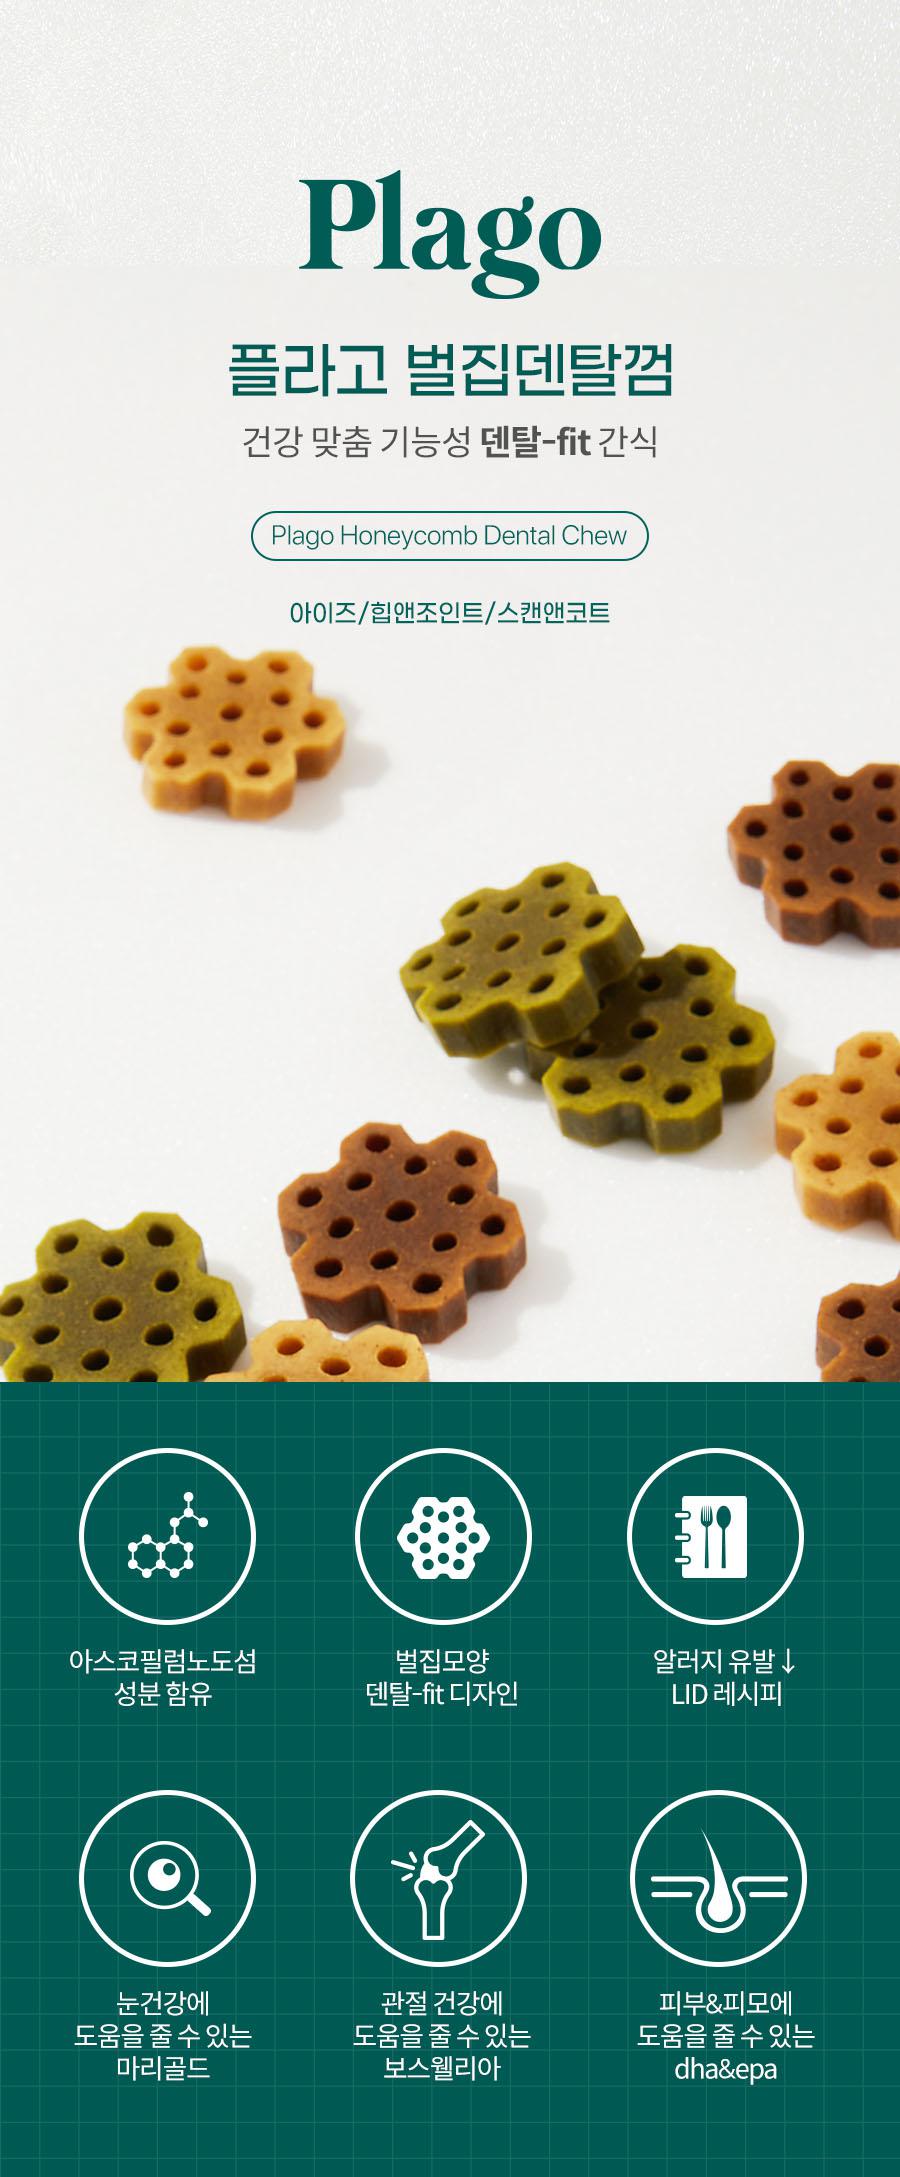 Plago
플라고 벌집덴탈껌
건강 맞춤 기능성 덴탈-fit 간식
Plago Honeycomb Dental Chew
아이즈/힙앤조인트/스캔앤코트
아스코필럼노도섬
성분 함유
벌집모양
덴탈-fit 디자인
알러지 유발↓
LID 레시피
눈건강에
도움을 줄 수 있는
마리골드
관절 건강에
도움을 줄 수 있는
보스웰리아
피부&피모에
도움을 줄 수 있는
dha&epa